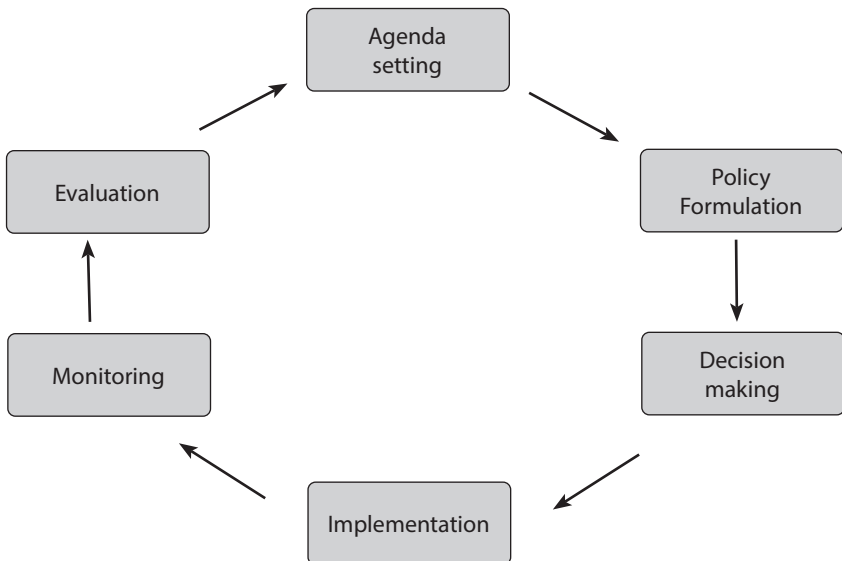 Agenda
setting
Policy
Formulation
Decision
making
Implementation
Monitoring
Evaluation